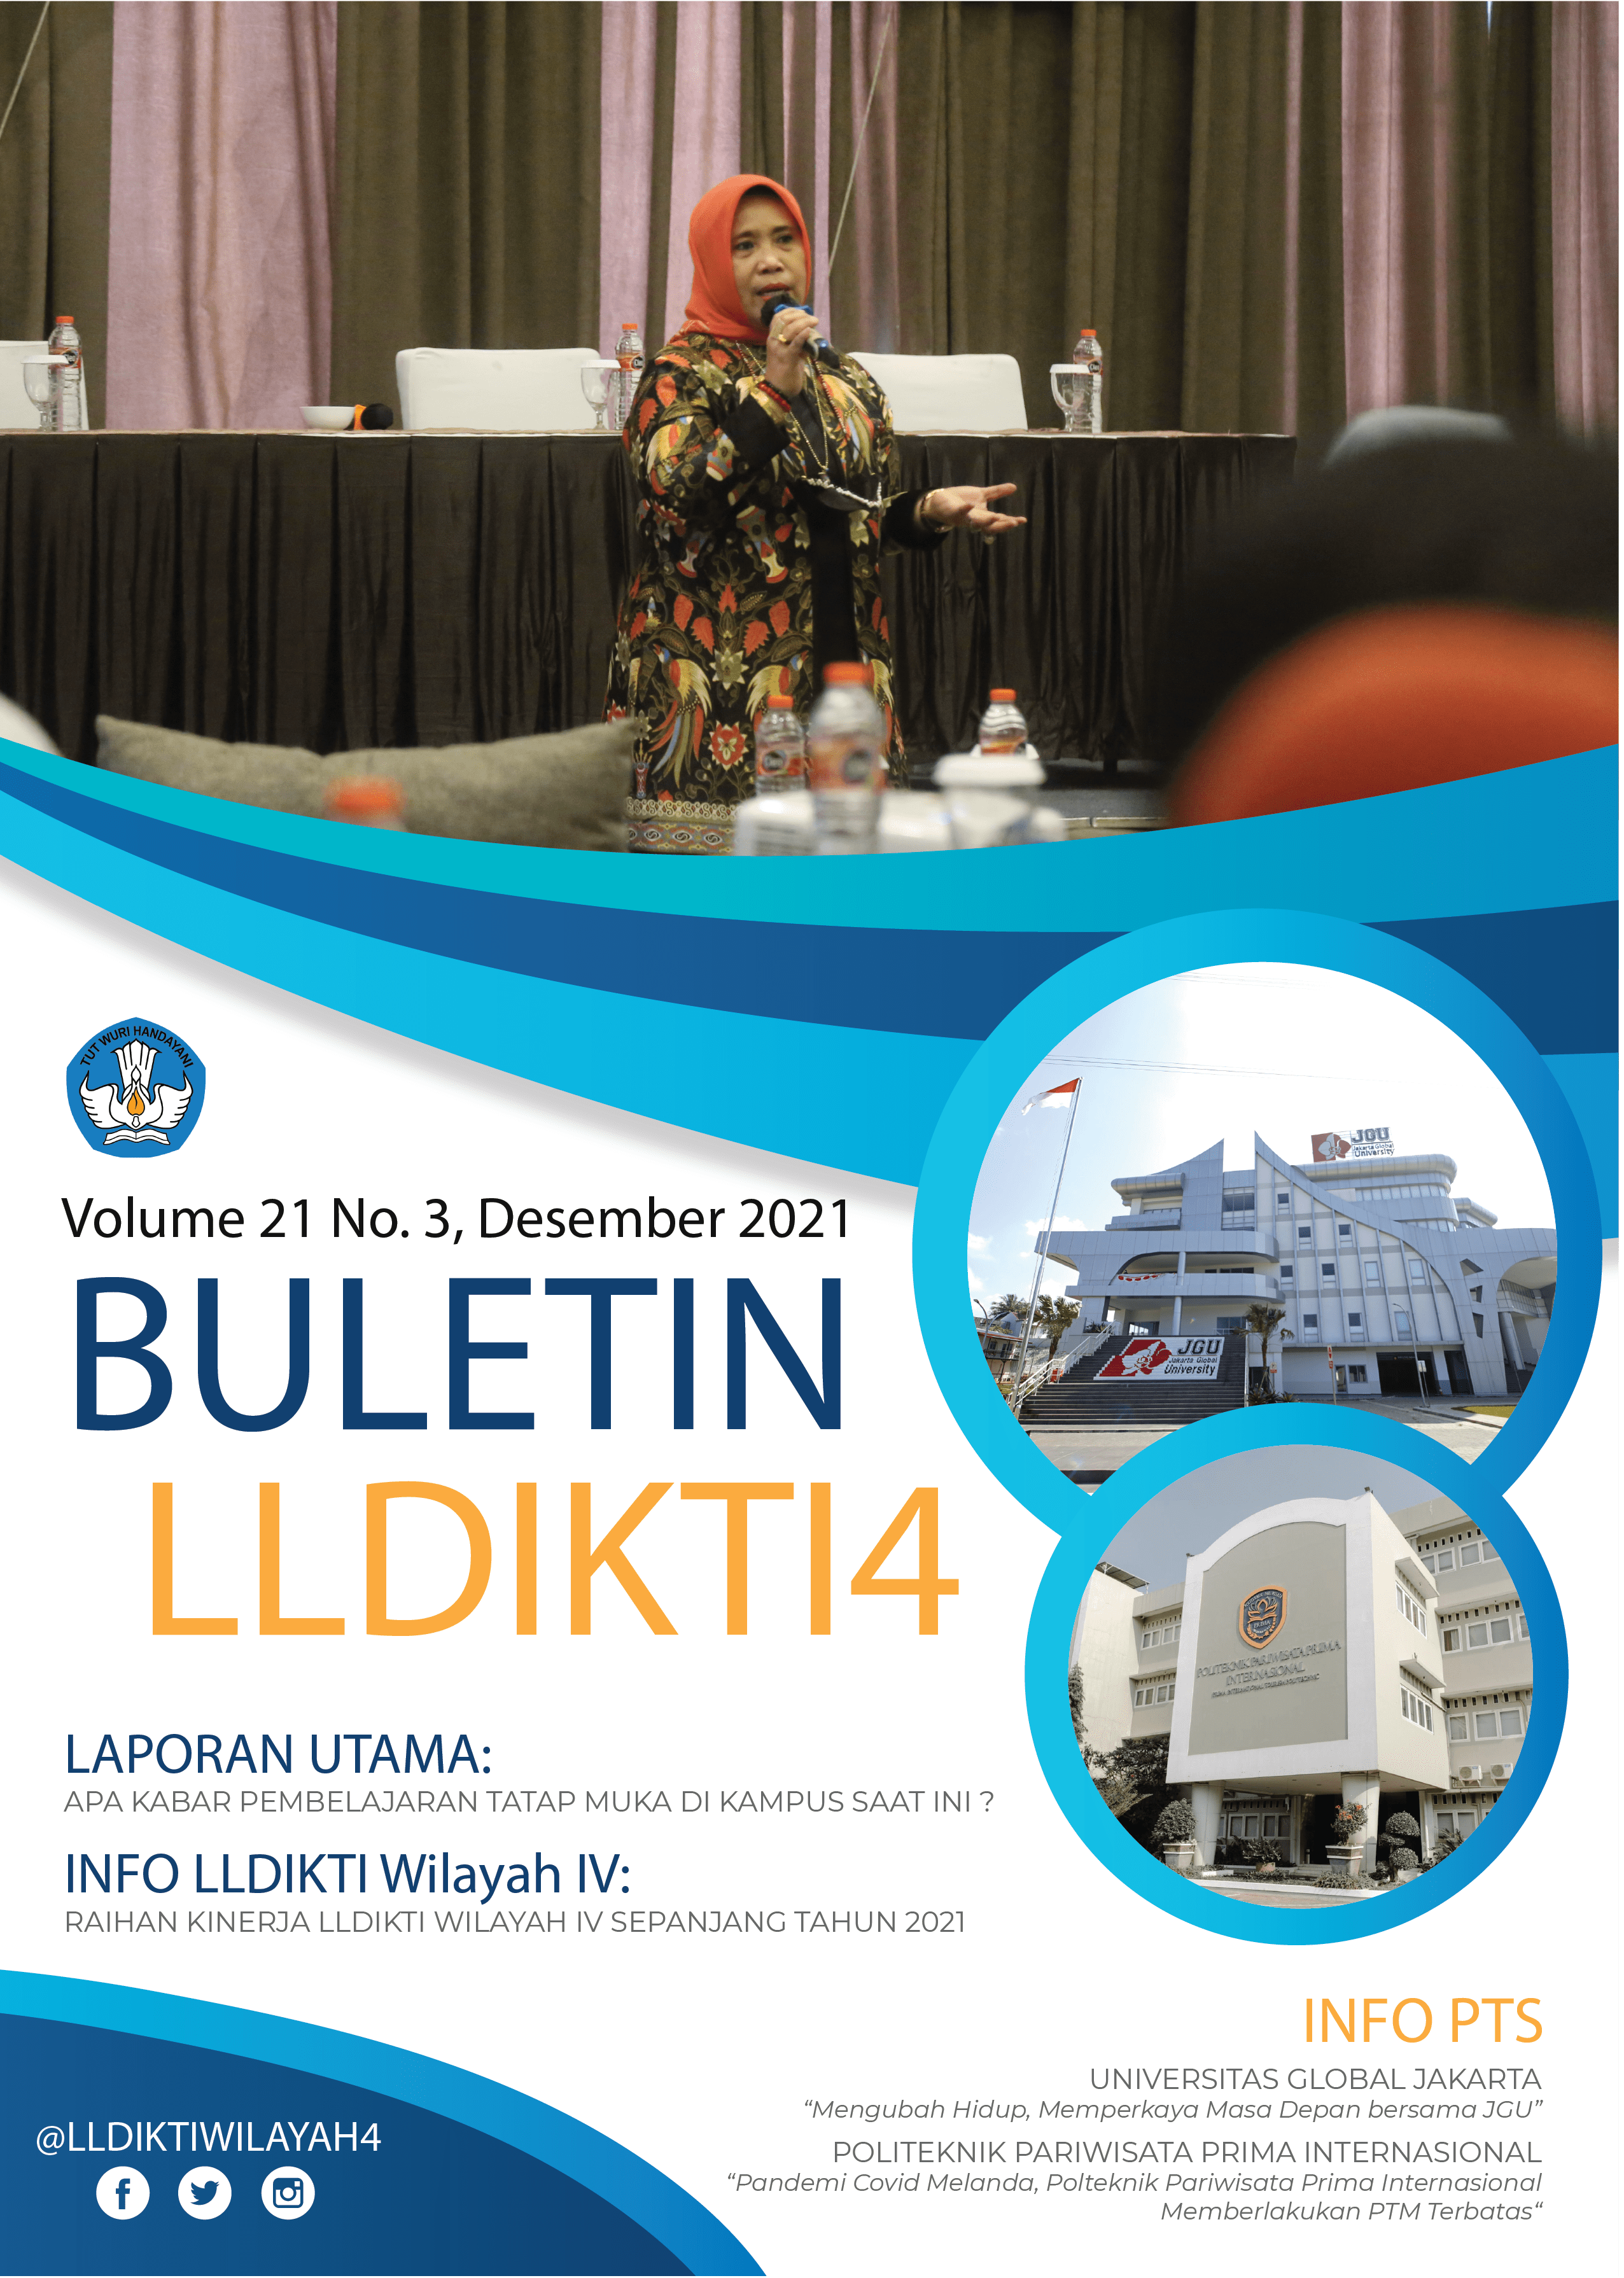 TUT WURI HANDAYANI
Volume 21 No. 3, Desember 2021
BULETIN
LLDIKTI4
JGU
Jakarta Global
University
JGU
Jakarta Global
University
POLITEKNIK PARIWISATA PRIMA
INTERNASIONAL
LAPORAN UTAMA:
APA KABAR PEMBELAJARAN TATAP MUKA DI KAMPUS SAAT INI ?
INFO LLDIKTI Wilayah IV:
RAIHAN KINERJA LLDIKTI WILAYAH IV SEPANJANG TAHUN 2021
INFO PTS
UNIVERSITAS GLOBAL JAKARTA
“Mengubah Hidup, Memperkaya Masa Depan bersama JGU”
POLITEKNIK PARIWISATA PRIMA INTERNASIONAL
“Pandemi Covid Melanda, Polteknik Pariwisata Prima Internasional
Memberlakukan PTM Terbatas“
@LLDIKTIWILAYAH4